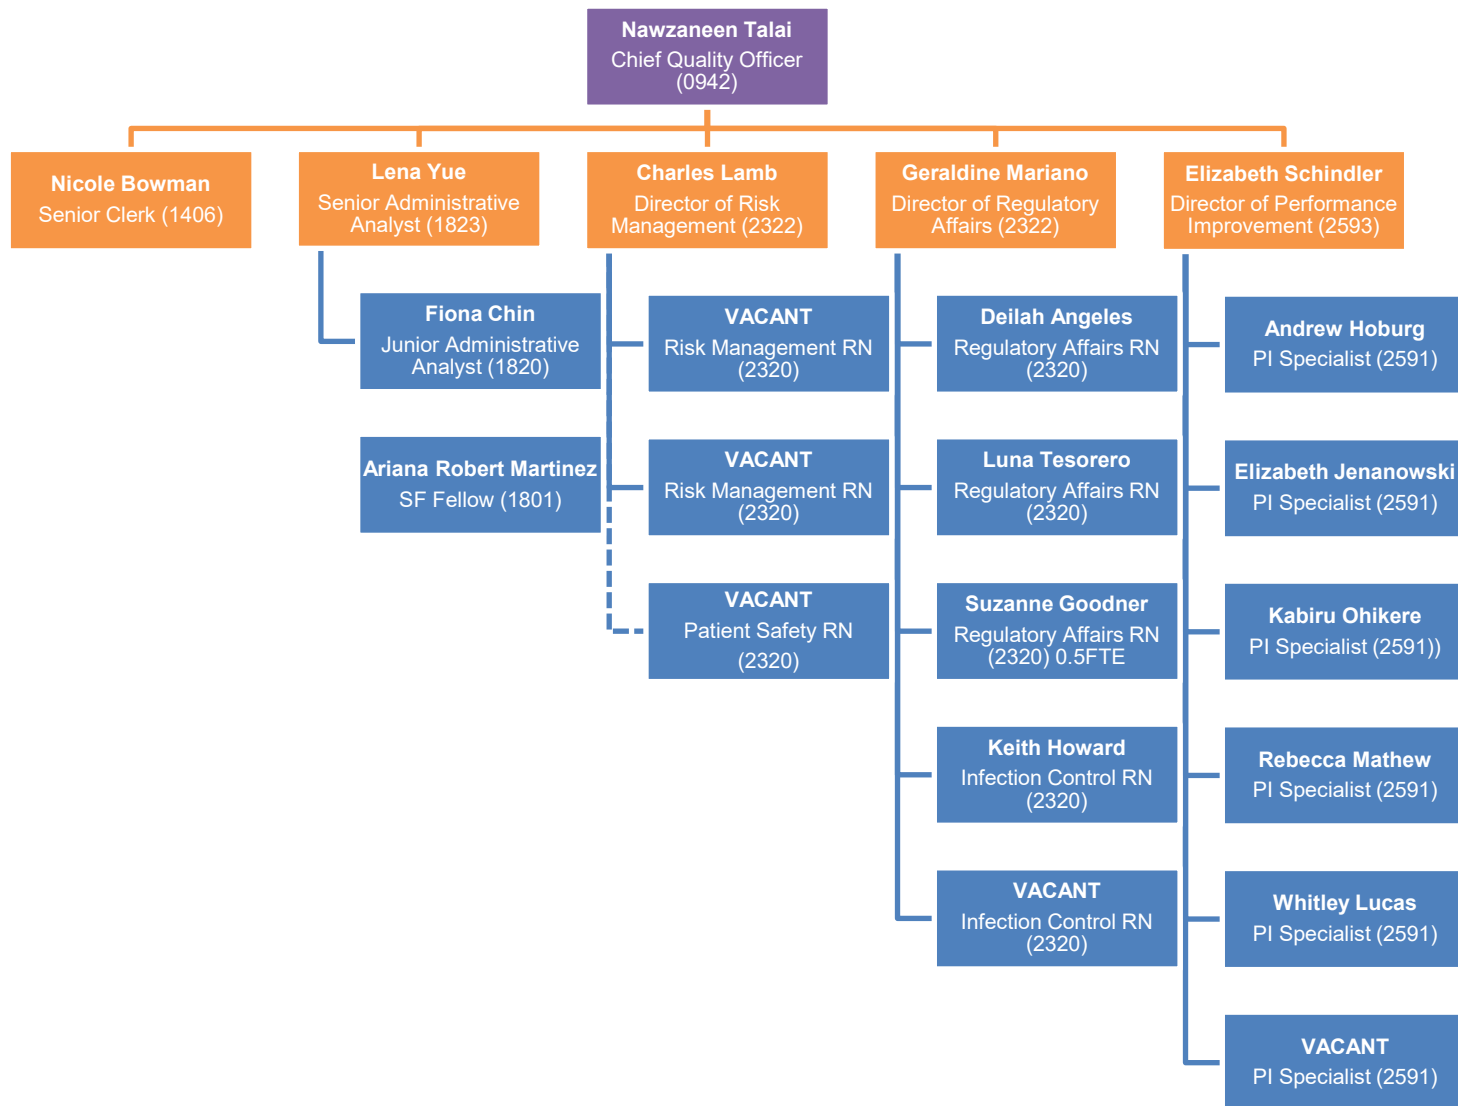 Nawzaneen Talai
Chief Quality Officer
(0942)
Nicole Bowman
Senior Clerk (1406)
Lena Yue
Senior Administrative
Analyst (1823)
Charles Lamb
Director of Risk
Management (2322)
Geraldine Mariano
Director of Regulatory
Affairs (2322)
Elizabeth Schindler
Director of Performance
Improvement (2593)
Fiona Chin
Junior Administrative
Analyst (1820)
Ariana Robert Martinez
SF Fellow (1801)
VACANT
Risk Management RN
(2320)
VACANT
Risk Management RN
(2320)
VACANT
Patient Safety RN
(2320)
Deilah Angeles
Regulatory Affairs RN
(2320)
Luna Tesorero
Regulatory Affairs RN
(2320)
Suzanne Goodner
Regulatory Affairs RN
(2320) 0.5FTE
Keith Howard
Infection Control RN
(2320)
VACANT
Infection Control RN
(2320)
Andrew Hoburg
PI Specialist (2591)
Elizabeth Jenanowski
PI Specialist (2591)
Kabiru Ohikere
PI Specialist (2591))
Rebecca Mathew
PI Specialist (2591)
Whitley Lucas
PI Specialist (2591)
VACANT
PI Specialist (2591)